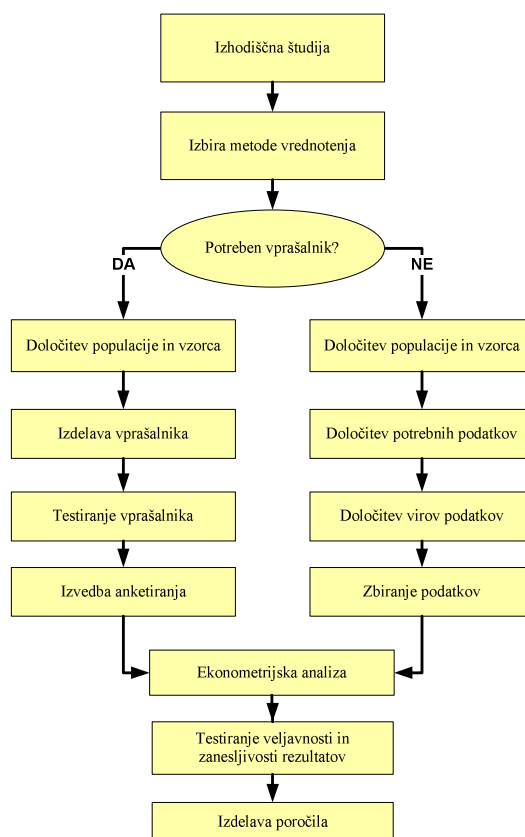 Izhodiščna študija
Izbira metode vrednotenja
Potreben vprašalnik?
DA
NE
Določitev populacije in vzorca
Določitev populacije in vzorca
Izdelava vprašalnika
Določitev potrebnih podatkov
Testiranje vprašalnika
Določitev virov podatkov
Izvedba anketiranja
Zbiranje podatkov
Ekonometrijska analiza
Testiranje veljavnosti in
zanesljivosti rezultatov
Izdelava poročila